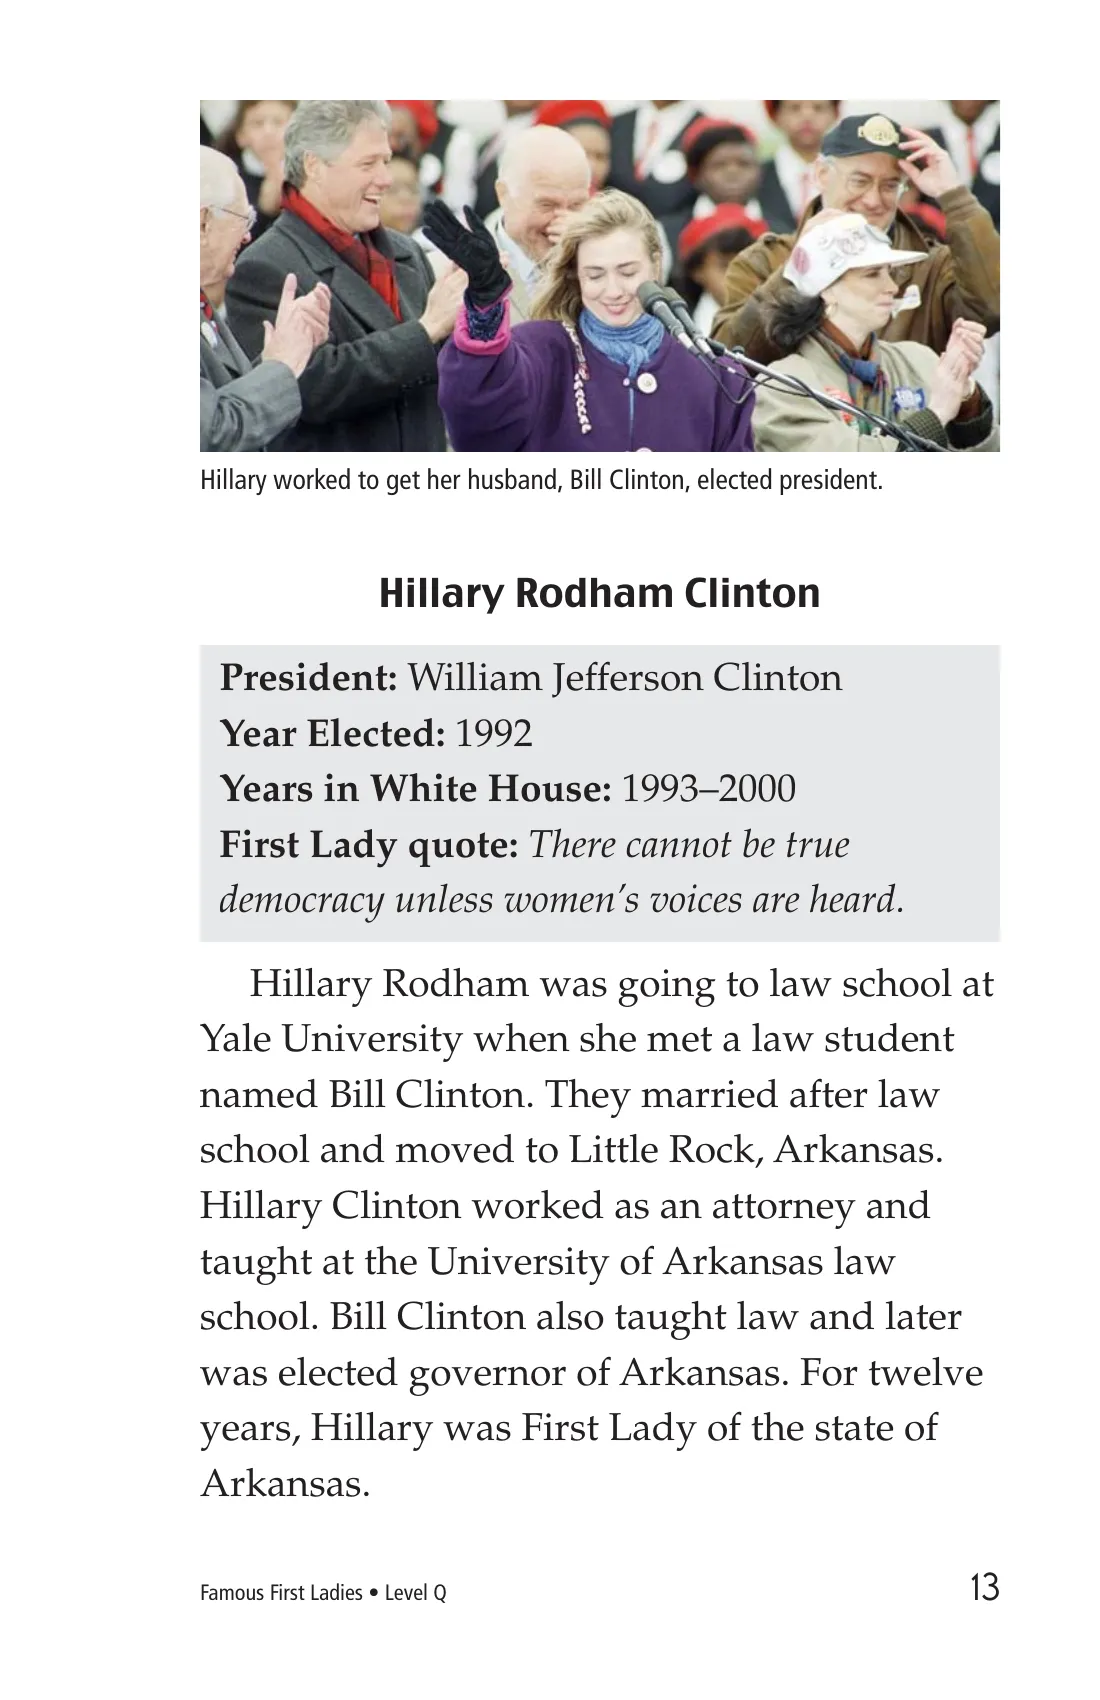 Hillary worked to get her husband, Bill Clinton, elected president.
Hillary Rodham Clinton
President: William Jefferson Clinton
Year Elected: 1992
Years in White House: 1993–2000
First Lady quote: There cannot be true
democracy unless women's voices are heard.
Hillary Rodham was going to law school at
Yale University when she met a law student
named Bill Clinton. They married after law
school and moved to Little Rock, Arkansas.
Hillary Clinton worked as an attorney and
taught at the University of Arkansas law
school. Bill Clinton also taught law and later
was elected governor of Arkansas. For twelve
years, Hillary was First Lady of the state of
Arkansas.
Famous First Ladies • Level Q 13